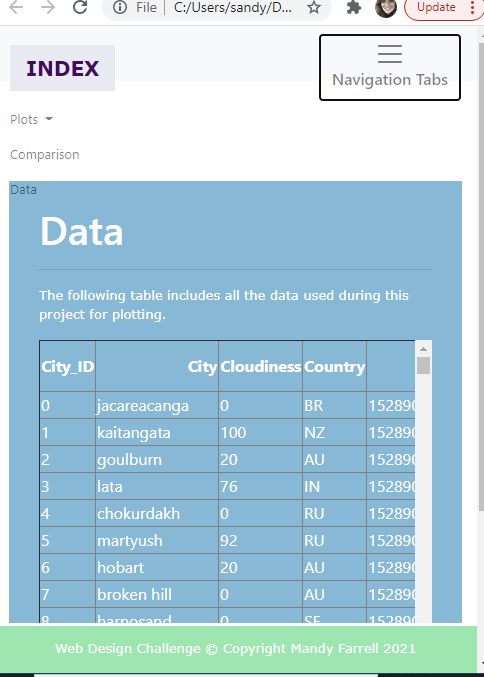 File C:/Users/sandy/D...
Update
INDEX
Navigation Tabs
Plots
Comparison
Data
Data
The following table includes all the data used during this
project for plotting.
City_ID City Cloudiness Country
0 jacareacanga 0 BR 152890
1 kaitangata 100 NZ 152890
2 goulburn 20 AU 152890
3 lata 76 IN 152890
4 chokurdakh 0 RU 152890
5 martyush 92 RU 152890
6 hobart 20 AU 152890
7 broken hill 0 AU 152890
8 harnosand 0 SE 152890
Web Design Challenge © Copyright Mandy Farrell 2021